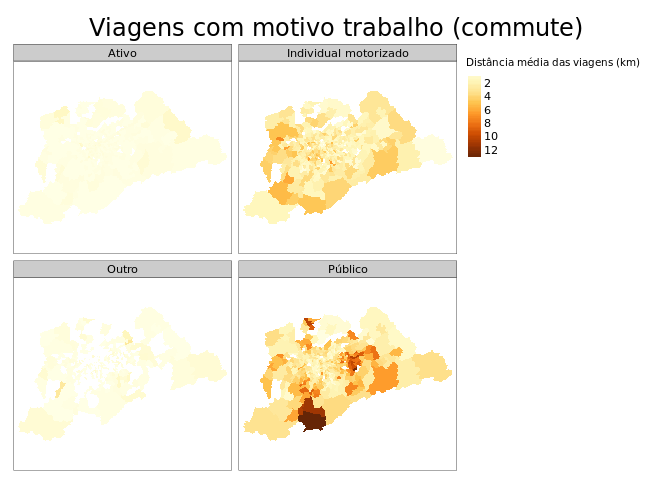 Viagens com motivo trabalho (commute)
Ativo
Individual motorizado
Distância média das viagens (km)
2
4
6
8
10
12
Outro
Público